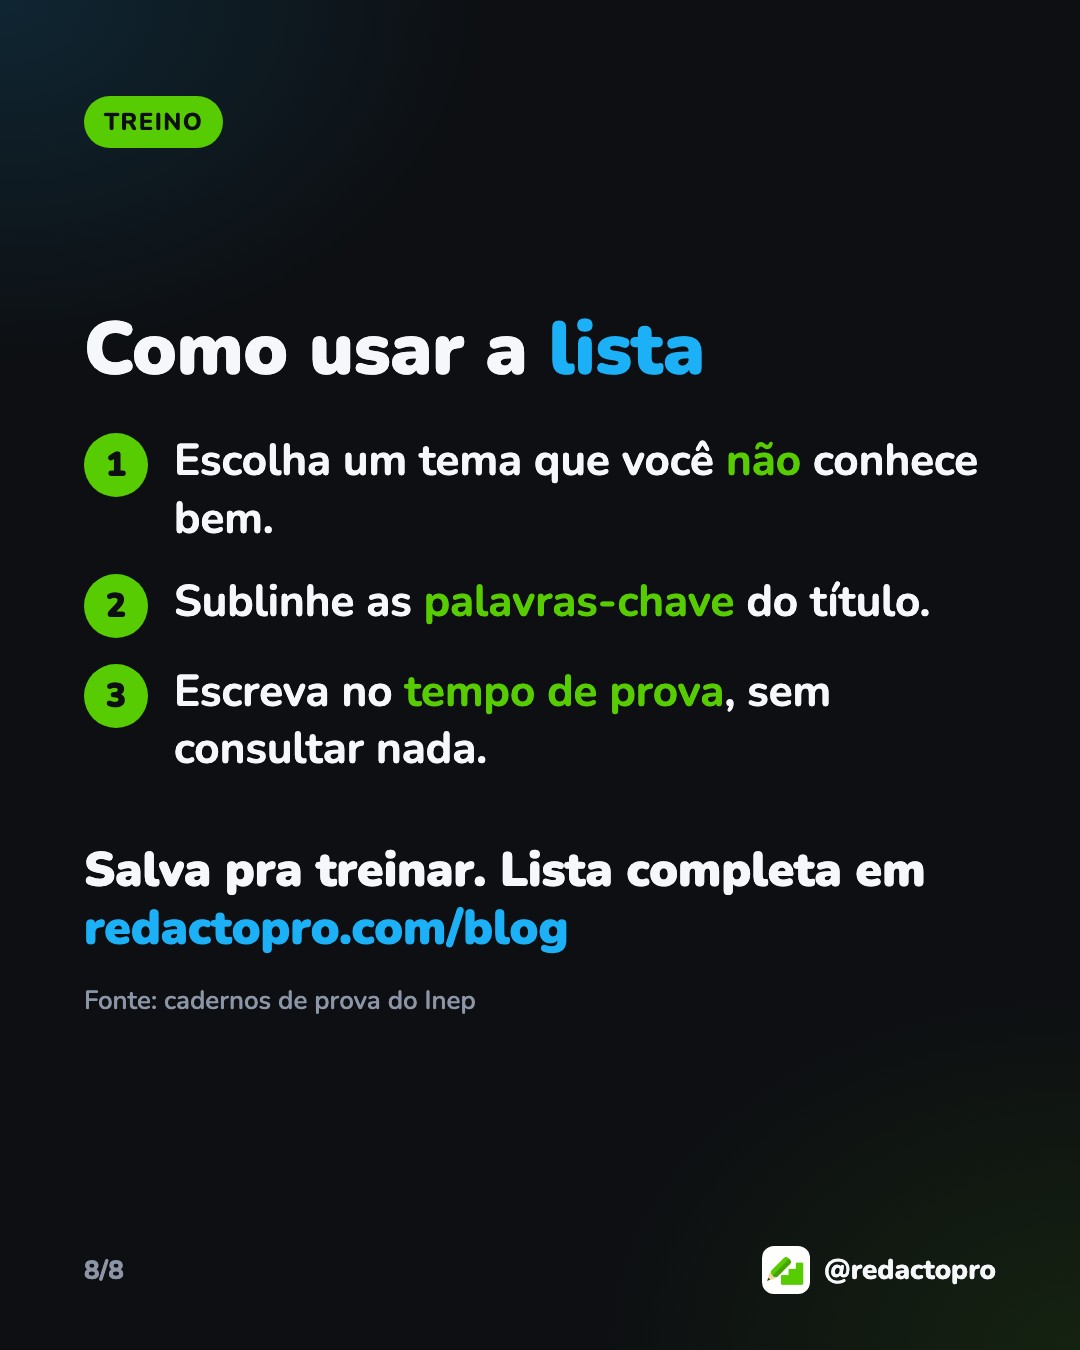 TREINO
Como usar a lista
1 Escolha um tema que você não conhece
bem.
2 Sublinhe as palavras-chave do título.
3 Escreva no tempo de prova, sem
consultar nada.
Salva pra treinar. Lista completa em
redactopro.com/blog
Fonte: cadernos de prova do Inep
8/8
@redactopro